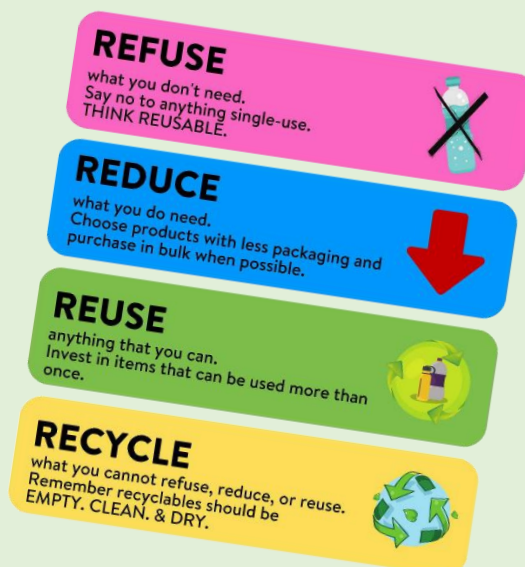 REFUSE
what you don't need.
Say no to anything single-use.
THINK REUSABLE.
REDUCE
what you do need.
Choose products with less packaging and
purchase in bulk when possible.
REUSE
anything that you can.
Invest in items that can be used more than
once.
RECYCLE
what you cannot refuse, reduce, or reuse.
Remember recyclables should be
EMPTY. CLEAN. & DRY.